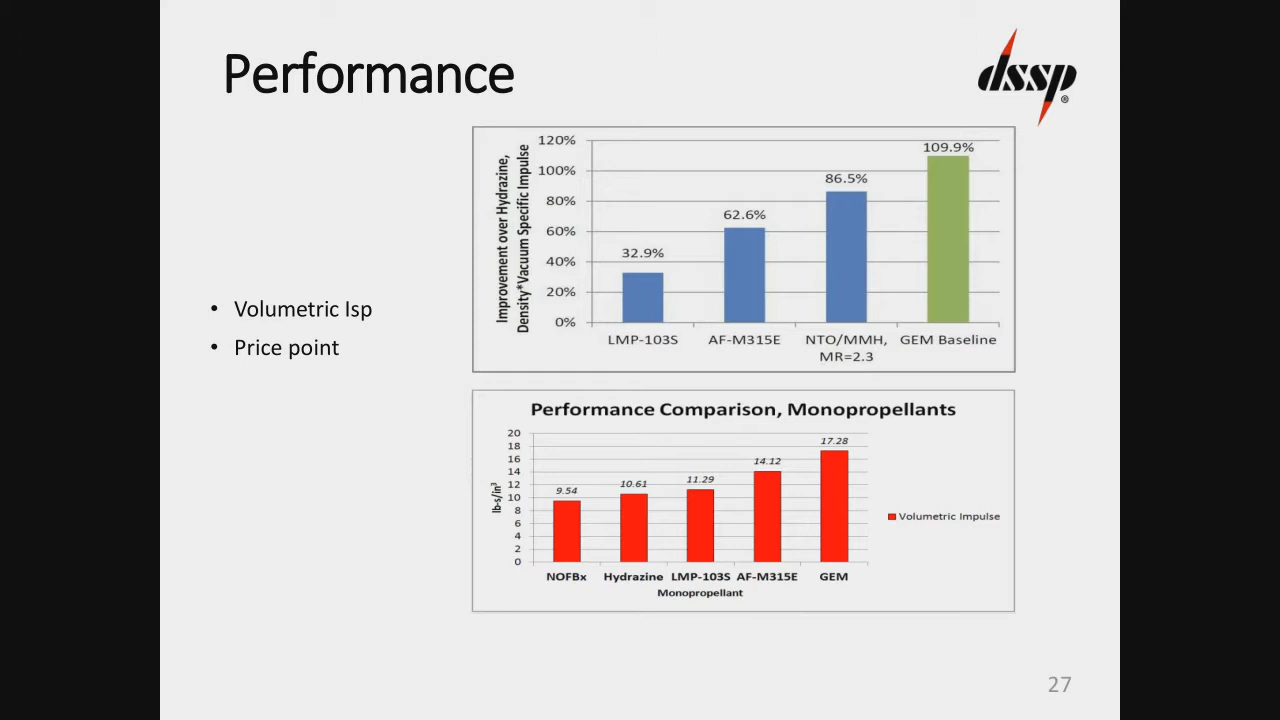 Performance
dssp®
• Volumetric Isp
• Price point
Improvement over Hydrazine,
Density*Vacuum Specific Impulse
120%
100%
80%
60%
40%
20%
0%
32.9%
62.6%
86.5%
109.9%
LMP-103S
AF-M315E
NTO/MMH,
MR=2.3
GEM Baseline
Performance Comparison, Monopropellants
lb-s/in³
20
18
16
14
12
10
8
6
4
2
0
9.54
10.61
11.29
14.12
17.28
NOFBx
Hydrazine
LMP-103S
AF-M315E
GEM
Monopropellant
Volumetric Impulse
27